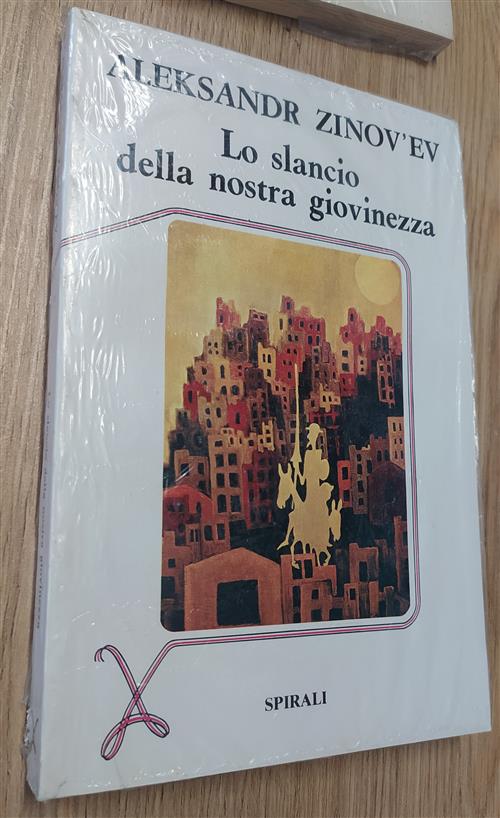 ALEKSANDR ZINOV'EV
Lo slancio
della nostra giovinezza
SPIRALI